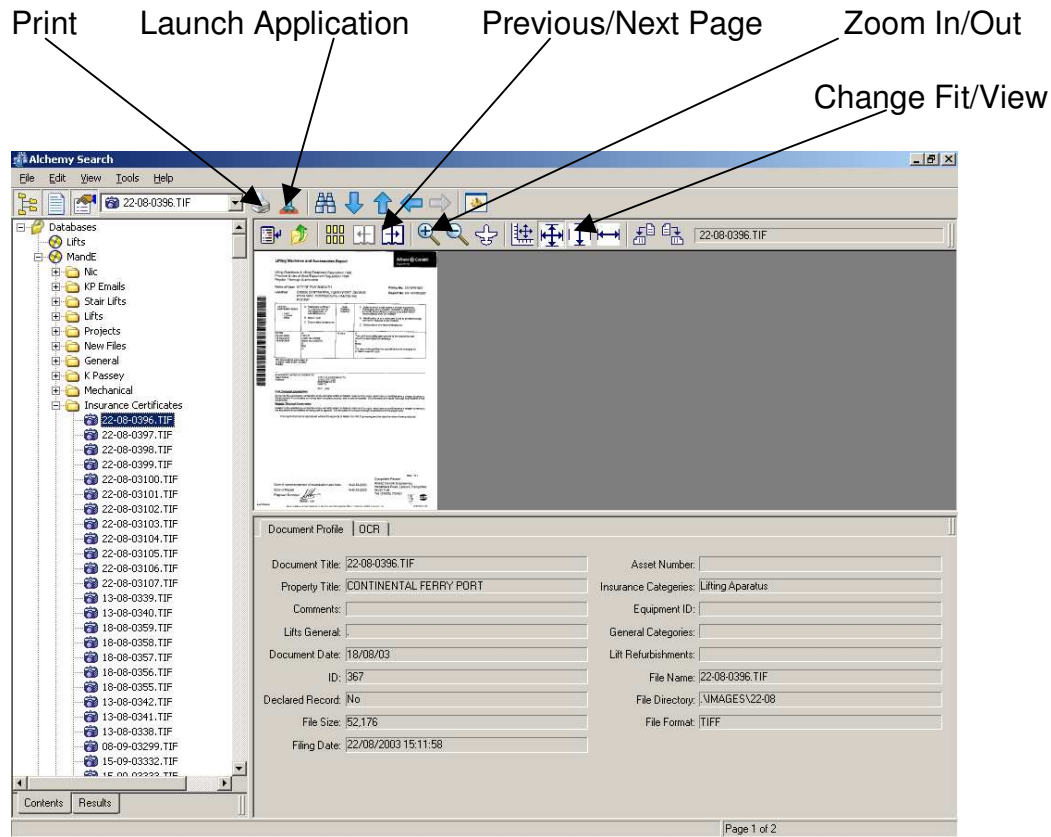 Print Launch Application Previous/Next Page Zoom In/Out
Change Fit/View
Alchemy Search
File Edit View Tools Help
22-08-0396.TIF
22-08-0396.TIF
Databases
Lifts
MandE
Nic
KP Emails
Stair Lifts
Lifts
Projects
New Files
General
K Passey
Mechanical
Insurance Certificates
22-08-0396.TIF
22-08-0397.TIF
22-08-0398.TIF
22-08-0399.TIF
22-08-03100.TIF
22-08-03101.TIF
22-08-03102.TIF
22-08-03103.TIF
22-08-03104.TIF
22-08-03105.TIF
22-08-03106.TIF
22-08-03107.TIF
13-08-0339.TIF
13-08-0340.TIF
18-08-0359.TIF
18-08-0358.TIF
18-08-0357.TIF
18-08-0356.TIF
18-08-0355.TIF
13-08-0342.TIF
13-08-0341.TIF
13-08-0338.TIF
08-09-03299.TIF
15-09-03332.TIF
15-09-03333.TIF
Contents Results
Lifting Machines and Accessories Report
Document Profile OCR
Document Title: 22-08-0396.TIF
Property Title: CONTINENTAL FERRY PORT
Comments:
Lifts General: .
Document Date: 18/08/03
ID: 367
Declared Record: No
File Size: 52,176
Filing Date: 22/08/2003 15:11:58
Asset Number:
Insurance Categeries: Lifting Aparatus
Equipment ID:
General Categories:
Lift Refurbishments:
File Name: 22-08-0396.TIF
File Directory: .\IMAGES\22-08
File Format: TIFF
Page 1 of 2